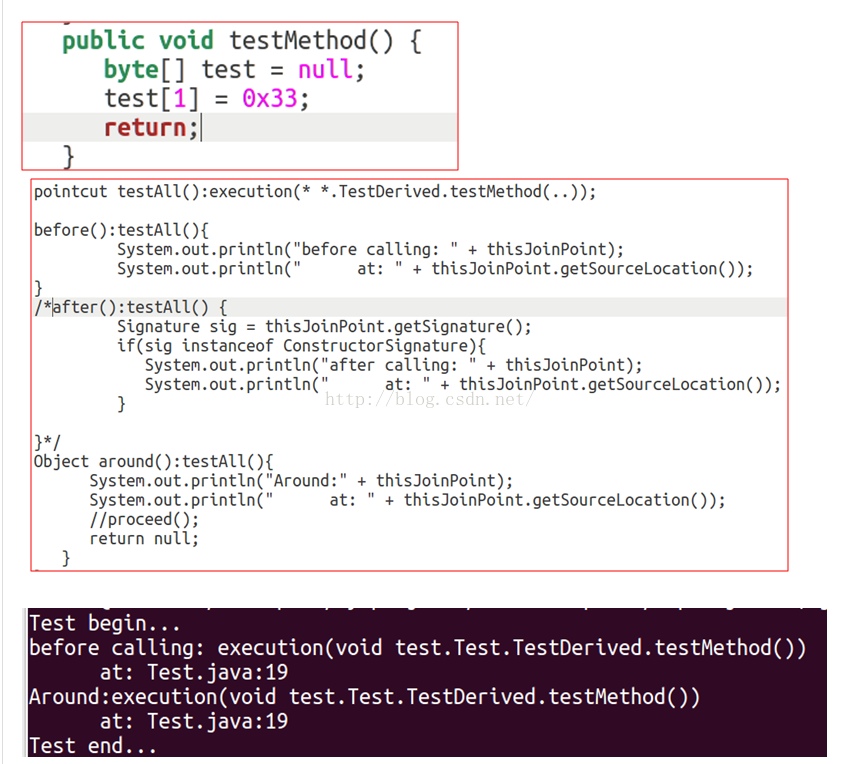 public void testMethod() {
byte[] test = null;
test[1] = 0x33;
return;
}
pointcut testAll():execution(* *.TestDerived.testMethod(..));
before():testAll(){
System.out.println("before calling: " + thisJoinPoint);
System.out.println("      at: " + thisJoinPoint.getSourceLocation());
}
/*after():testAll() {
Signature sig = thisJoinPoint.getSignature();
if(sig instanceof ConstructorSignature){
System.out.println("after calling: " + thisJoinPoint);
System.out.println("      at: " + thisJoinPoint.getSourceLocation());
}
http://blog.csdn.net/
}*/
Object around():testAll(){
System.out.println("Around:" + thisJoinPoint);
System.out.println("      at: " + thisJoinPoint.getSourceLocation());
//proceed();
return null;
}
Test begin...
before calling: execution(void test.Test.TestDerived.testMethod())
at: Test.java:19
Around:execution(void test.Test.TestDerived.testMethod())
at: Test.java:19
Test end...